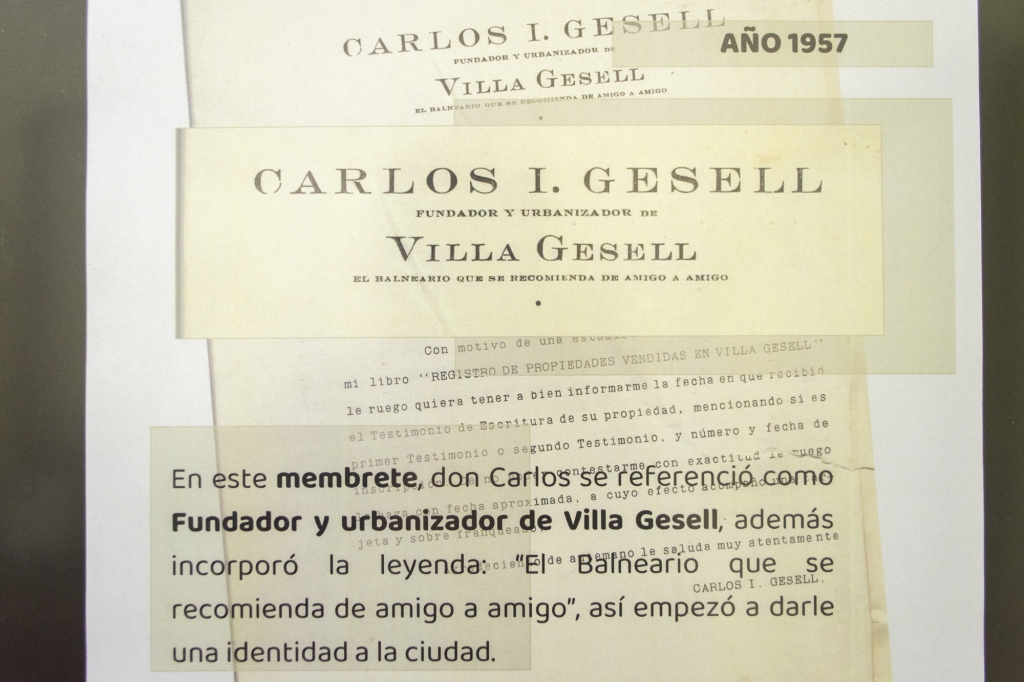 CARLOS I. GESELL
AÑO 1957
FUNDADOR Y URBANIZADOR DE
VILLA GESELL
EL BALNEARIO QUE SE RECOMIENDA DE AMIGO A AMIGO
CARLOS I. GESELL
FUNDADOR Y URBANIZADOR DE
VILLA GESELL
EL BALNEARIO QUE SE RECOMIENDA DE AMIGO A AMIGO
Con motivo de una
mi libro "REGISTRO DE PROPIEDADES VENDIDAS EN VILLA GESELL"
le ruego quiera tener a bien informarme la fecha en que recibió
el Testimonio de Escritura de su propiedad, mencionando si es
primer Testimonio o segundo Testimonio. y número y fecha de
contestarme con exactitud le ruego
con fecha aproximada, a cuyo efecto acompaño una
jeta y sobre franqueado
de antemano le saluda muy atentamente
CARLOS I. GESELL.
En este membrete, don Carlos se referenció como
Fundador y urbanizador de Villa Gesell, además
incorporó la leyenda: "El Balneario que se
recomienda de amigo a amigo", así empezó a darle
una identidad a la ciudad.